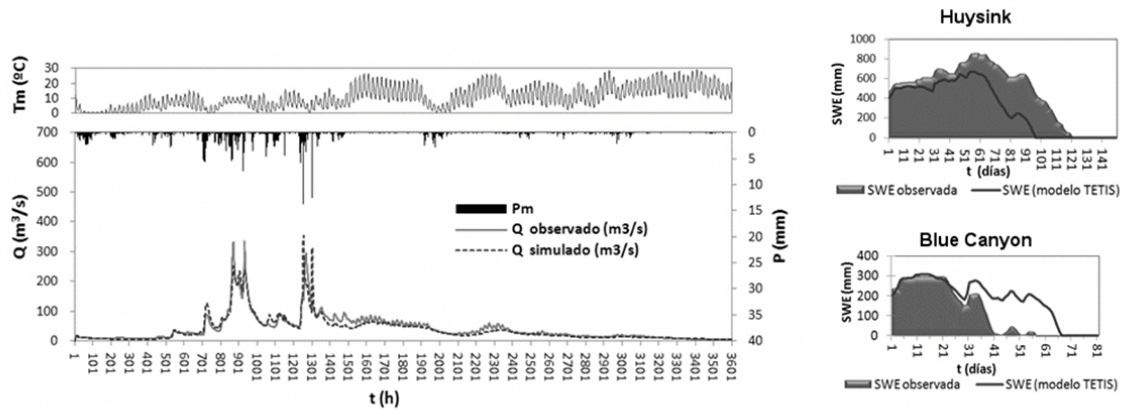 Tm (ºC)
30
20
10
0
Q (m³/s)
700
600
500
400
300
200
100
0
0
5
10
15
20
25
30
35
40
P (mm)
Pm
Q observado (m3/s)
Q simulado (m3/s)
1 101 201 301 401 501 601 701 801 901 1001 1101 1201 1301 1401 1501 1601 1701 1801 1901 2001 2101 2201 2301 2401 2501 2601 2701 2801 2901 3001 3101 3201 3301 3401 3501 3601
t (h)
Huysink
SWE (mm)
1000
800
600
400
200
0
1 11 21 31 41 51 61 71 81 91 101 111 121 131 141
t (días)
SWE observada SWE (modelo TETIS)
Blue Canyon
SWE (mm)
400
300
200
100
0
1 11 21 31 41 51 61 71 81
t (días)
SWE observada SWE (modelo TETIS)